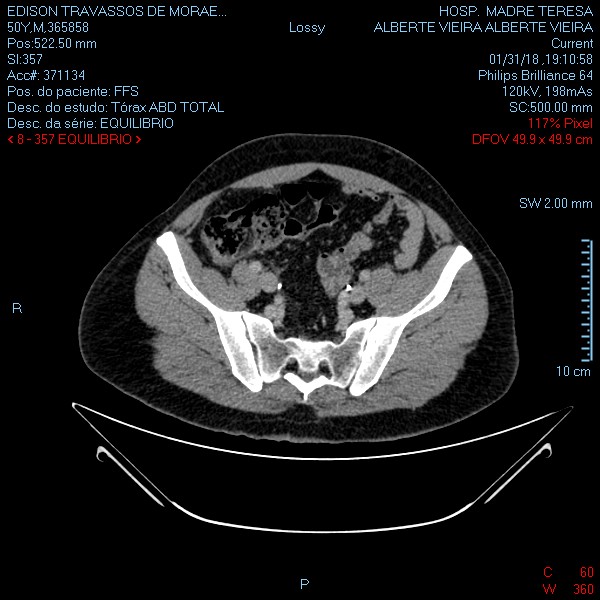 EDISON TRAVASSOS DE MORAE...
50Y,M,365858
Pos:522.50 mm
SI:357
Acc#: 371134
Pos. do paciente: FFS
Desc. do estudo: Tórax ABD TOTAL
Desc. da série: EQUILIBRIO
< 8 - 357 EQUILIBRIO >
Lossy
HOSP. MADRE TERESA
ALBERTE VIEIRA ALBERTE VIEIRA
Current
01/31/18 ,19:10:58
Philips Brilliance 64
120kV, 198mAs
SC:500.00 mm
117% Pixel
DFOV 49.9 x 49.9 cm
SW 2.00 mm
R
10 cm
P
C 60
W 360